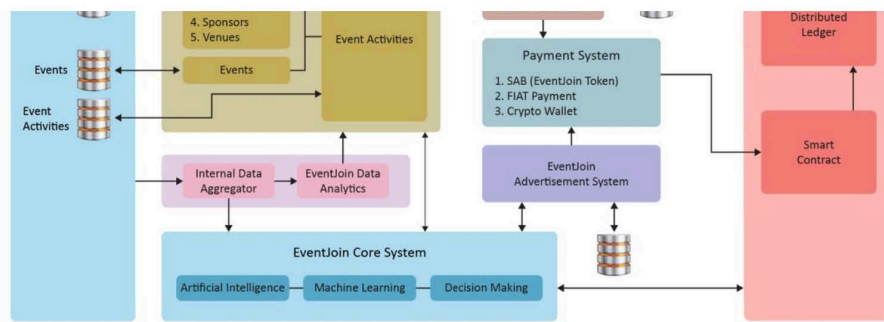 4. Sponsors
5. Venues
Event Activities
Events
Events
Event
Activities
Internal Data
Aggregator
EventJoin Data
Analytics
EventJoin Core System
Artificial Intelligence
Machine Learning
Decision Making
Payment System
1. SAB (EventJoin Token)
2. FIAT Payment
3. Crypto Wallet
EventJoin
Advertisement System
Distributed
Ledger
Smart
Contract